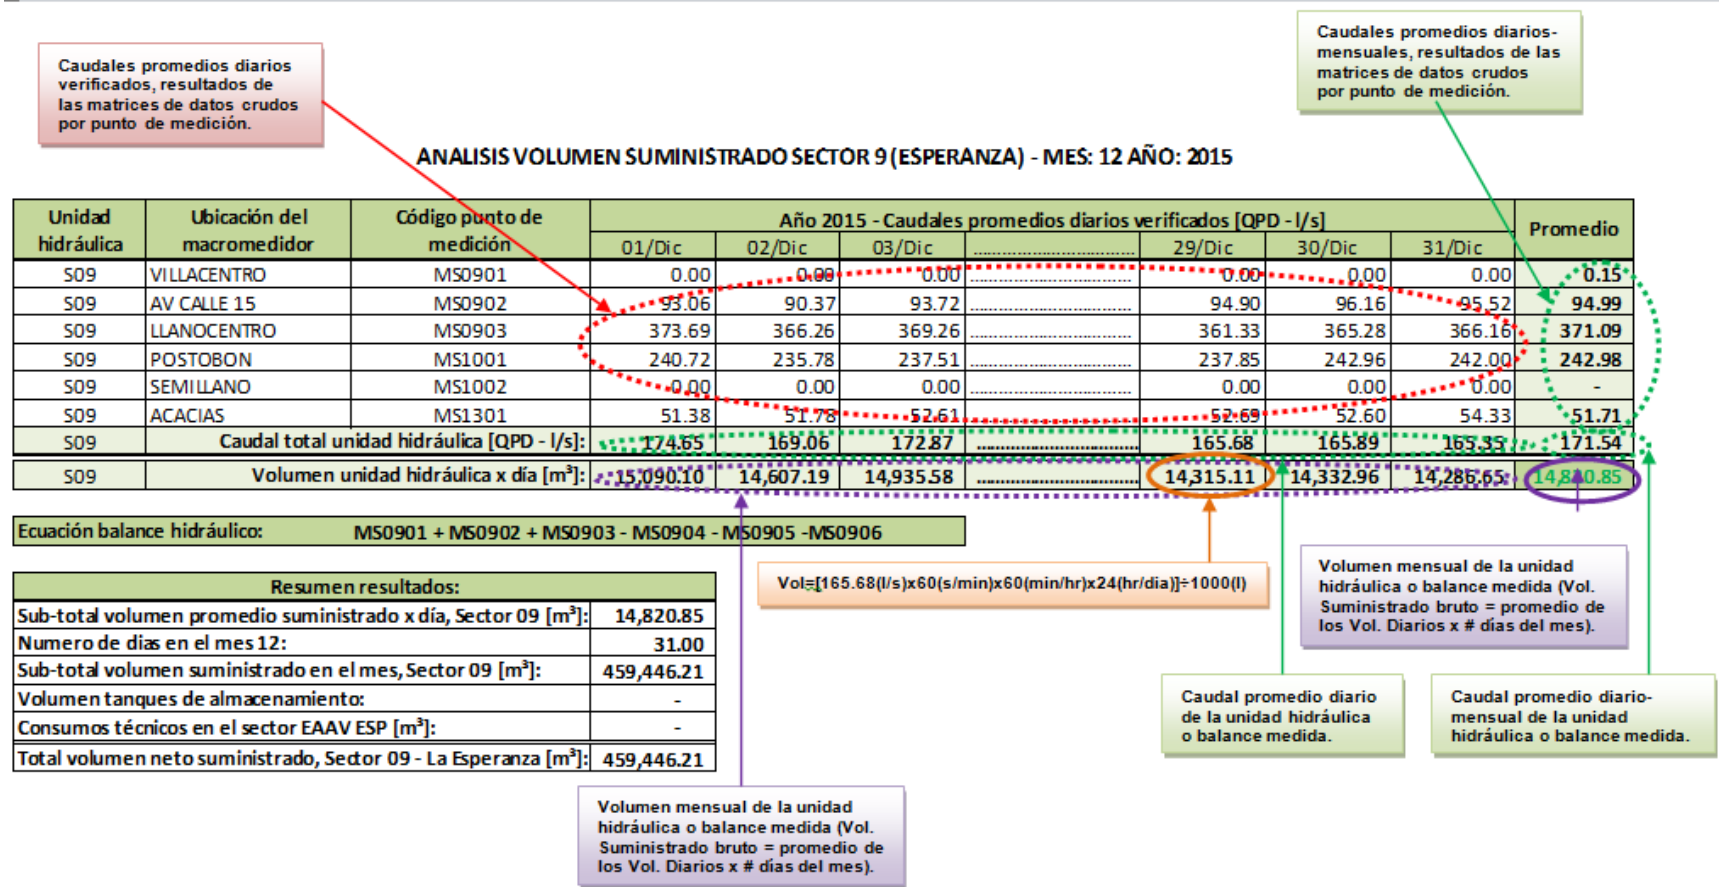 Caudales promedios diarios
verificados, resultados de
las matrices de datos crudos
por punto de medición.
Caudales promedios diarios-
mensuales, resultados de las
matrices de datos crudos
por punto de medición.
ANALISIS VOLUMEN SUMINISTRADO SECTOR 9 (ESPERANZA) - MES: 12 AÑO: 2015
Unidad hidráulica Ubicación del macromedidor Código punto de medición Año 2015 - Caudales promedios diarios verificados [QPD - l/s] Promedio
01/Dic 02/Dic 03/Dic ................................ 29/Dic 30/Dic 31/Dic
S09 VILLACENTRO MS0901 0.00 0.00 0.00 ................................ 0.00 0.00 0.00 0.15
S09 AV CALLE 15 MS0902 93.06 90.37 93.72 ................................ 94.90 96.16 95.52 94.99
S09 LLANOCENTRO MS0903 373.69 366.26 369.26 ................................ 361.33 365.28 366.16 371.09
S09 POSTOBON MS1001 240.72 235.78 237.51 ................................ 237.85 242.96 242.00 242.98
S09 SEMILLANO MS1002 0.00 0.00 0.00 ................................ 0.00 0.00 0.00 -
S09 ACACIAS MS1301 51.38 51.78 52.61 ................................ 52.69 52.60 54.33 51.71
S09 Caudal total unidad hidráulica [QPD - l/s]: 174.65 169.06 172.87 ................................ 165.68 165.89 165.35 171.54
S09 Volumen unidad hidráulica x día [m³]: 15,090.10 14,607.19 14,935.58 ................................ 14,315.11 14,332.96 14,286.65 14,820.85
Ecuación balance hidráulico: MS0901 + MS0902 + MS0903 - MS0904 - MS0905 -MS0906
Vol=[165.68(l/s)x60(s/min)x60(min/hr)x24(hr/dia)]÷1000(l)
Volumen mensual de la unidad
hidráulica o balance medida (Vol.
Suministrado bruto = promedio de
los Vol. Diarios x # días del mes).
Resumen resultados:
Sub-total volumen promedio suministrado x día, Sector 09 [m³]: 14,820.85
Numero de dias en el mes 12: 31.00
Sub-total volumen suministrado en el mes, Sector 09 [m³]: 459,446.21
Volumen tanques de almacenamiento: -
Consumos técnicos en el sector EAAV ESP [m³]: -
Total volumen neto suministrado, Sector 09 - La Esperanza [m³]: 459,446.21
Caudal promedio diario
de la unidad hidráulica
o balance medida.
Caudal promedio diario-
mensual de la unidad
hidráulica o balance medida.
Volumen mensual de la unidad
hidráulica o balance medida (Vol.
Suministrado bruto = promedio de
los Vol. Diarios x # días del mes).